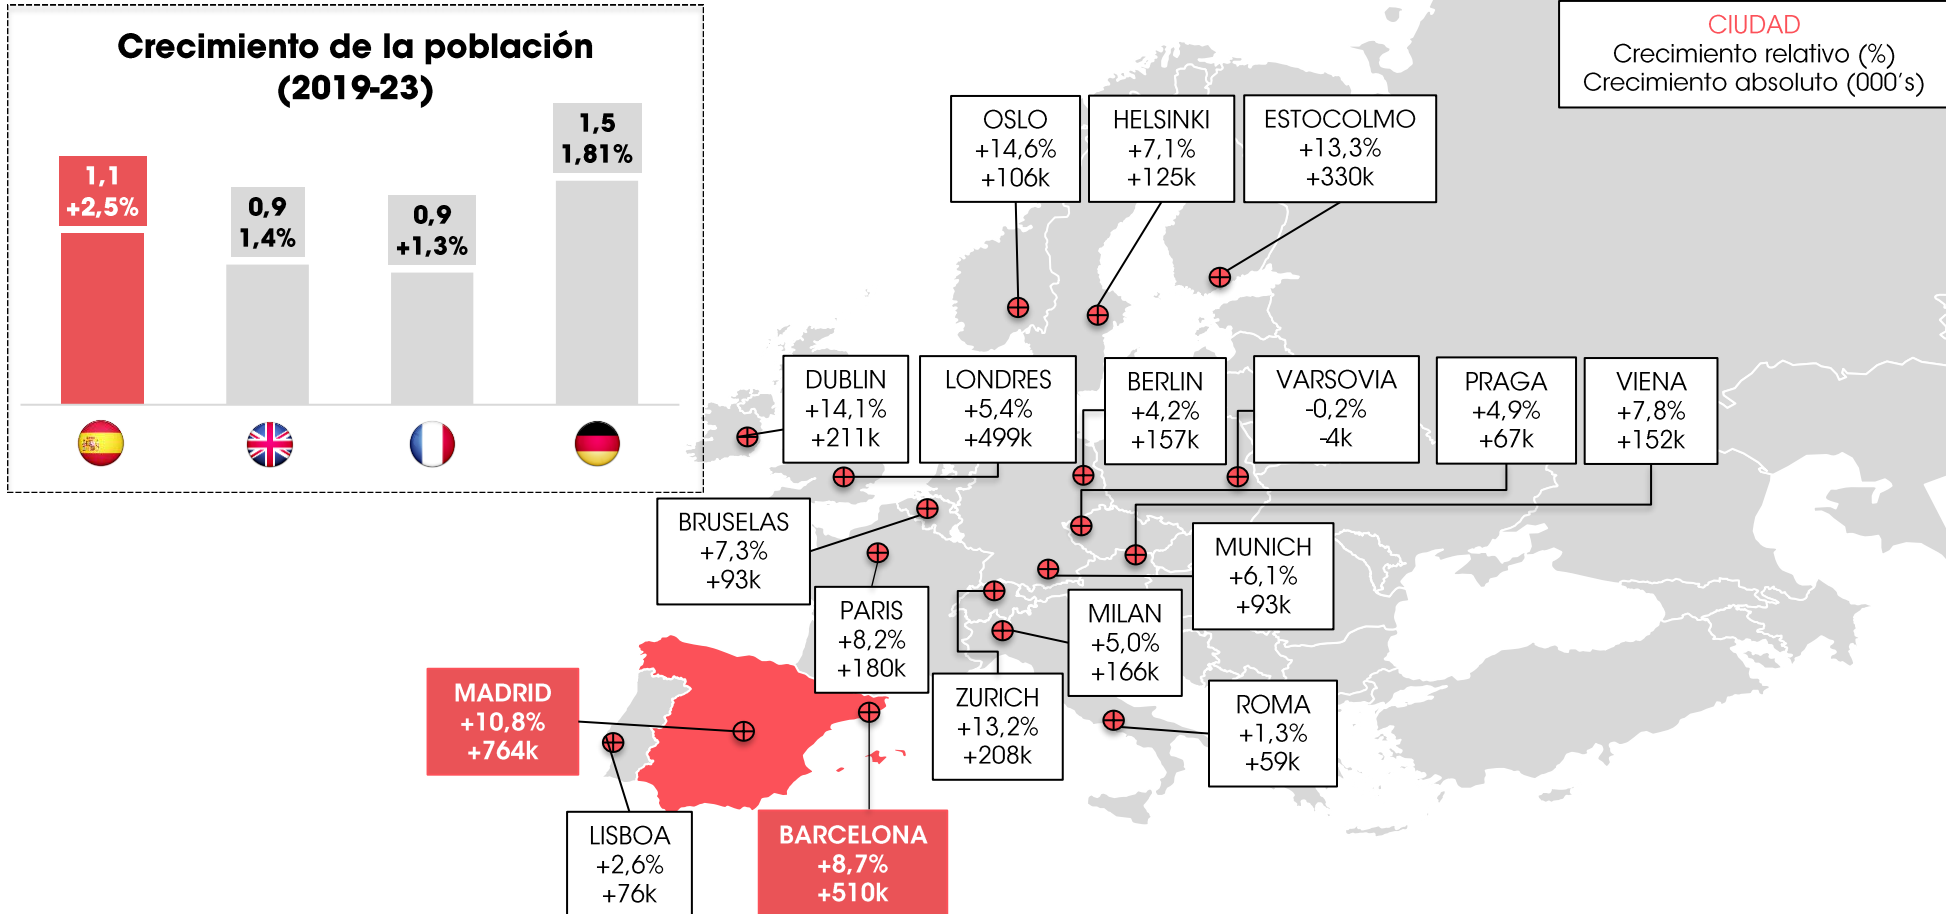 Crecimiento de la población
(2019-23)
1,1
+2,5%
0,9
1,4%
0,9
+1,3%
1,5
1,81%
CIUDAD
Crecimiento relativo (%)
Crecimiento absoluto (000's)
OSLO
+14,6%
+106k
HELSINKI
+7,1%
+125k
ESTOCOLMO
+13,3%
+330k
DUBLIN
+14,1%
+211k
LONDRES
+5,4%
+499k
BERLIN
+4,2%
+157k
VARSOVIA
-0,2%
-4k
PRAGA
+4,9%
+67k
VIENA
+7,8%
+152k
BRUSELAS
+7,3%
+93k
PARIS
+8,2%
+180k
MUNICH
+6,1%
+93k
MILAN
+5,0%
+166k
ZURICH
+13,2%
+208k
ROMA
+1,3%
+59k
MADRID
+10,8%
+764k
LISBOA
+2,6%
+76k
BARCELONA
+8,7%
+510k